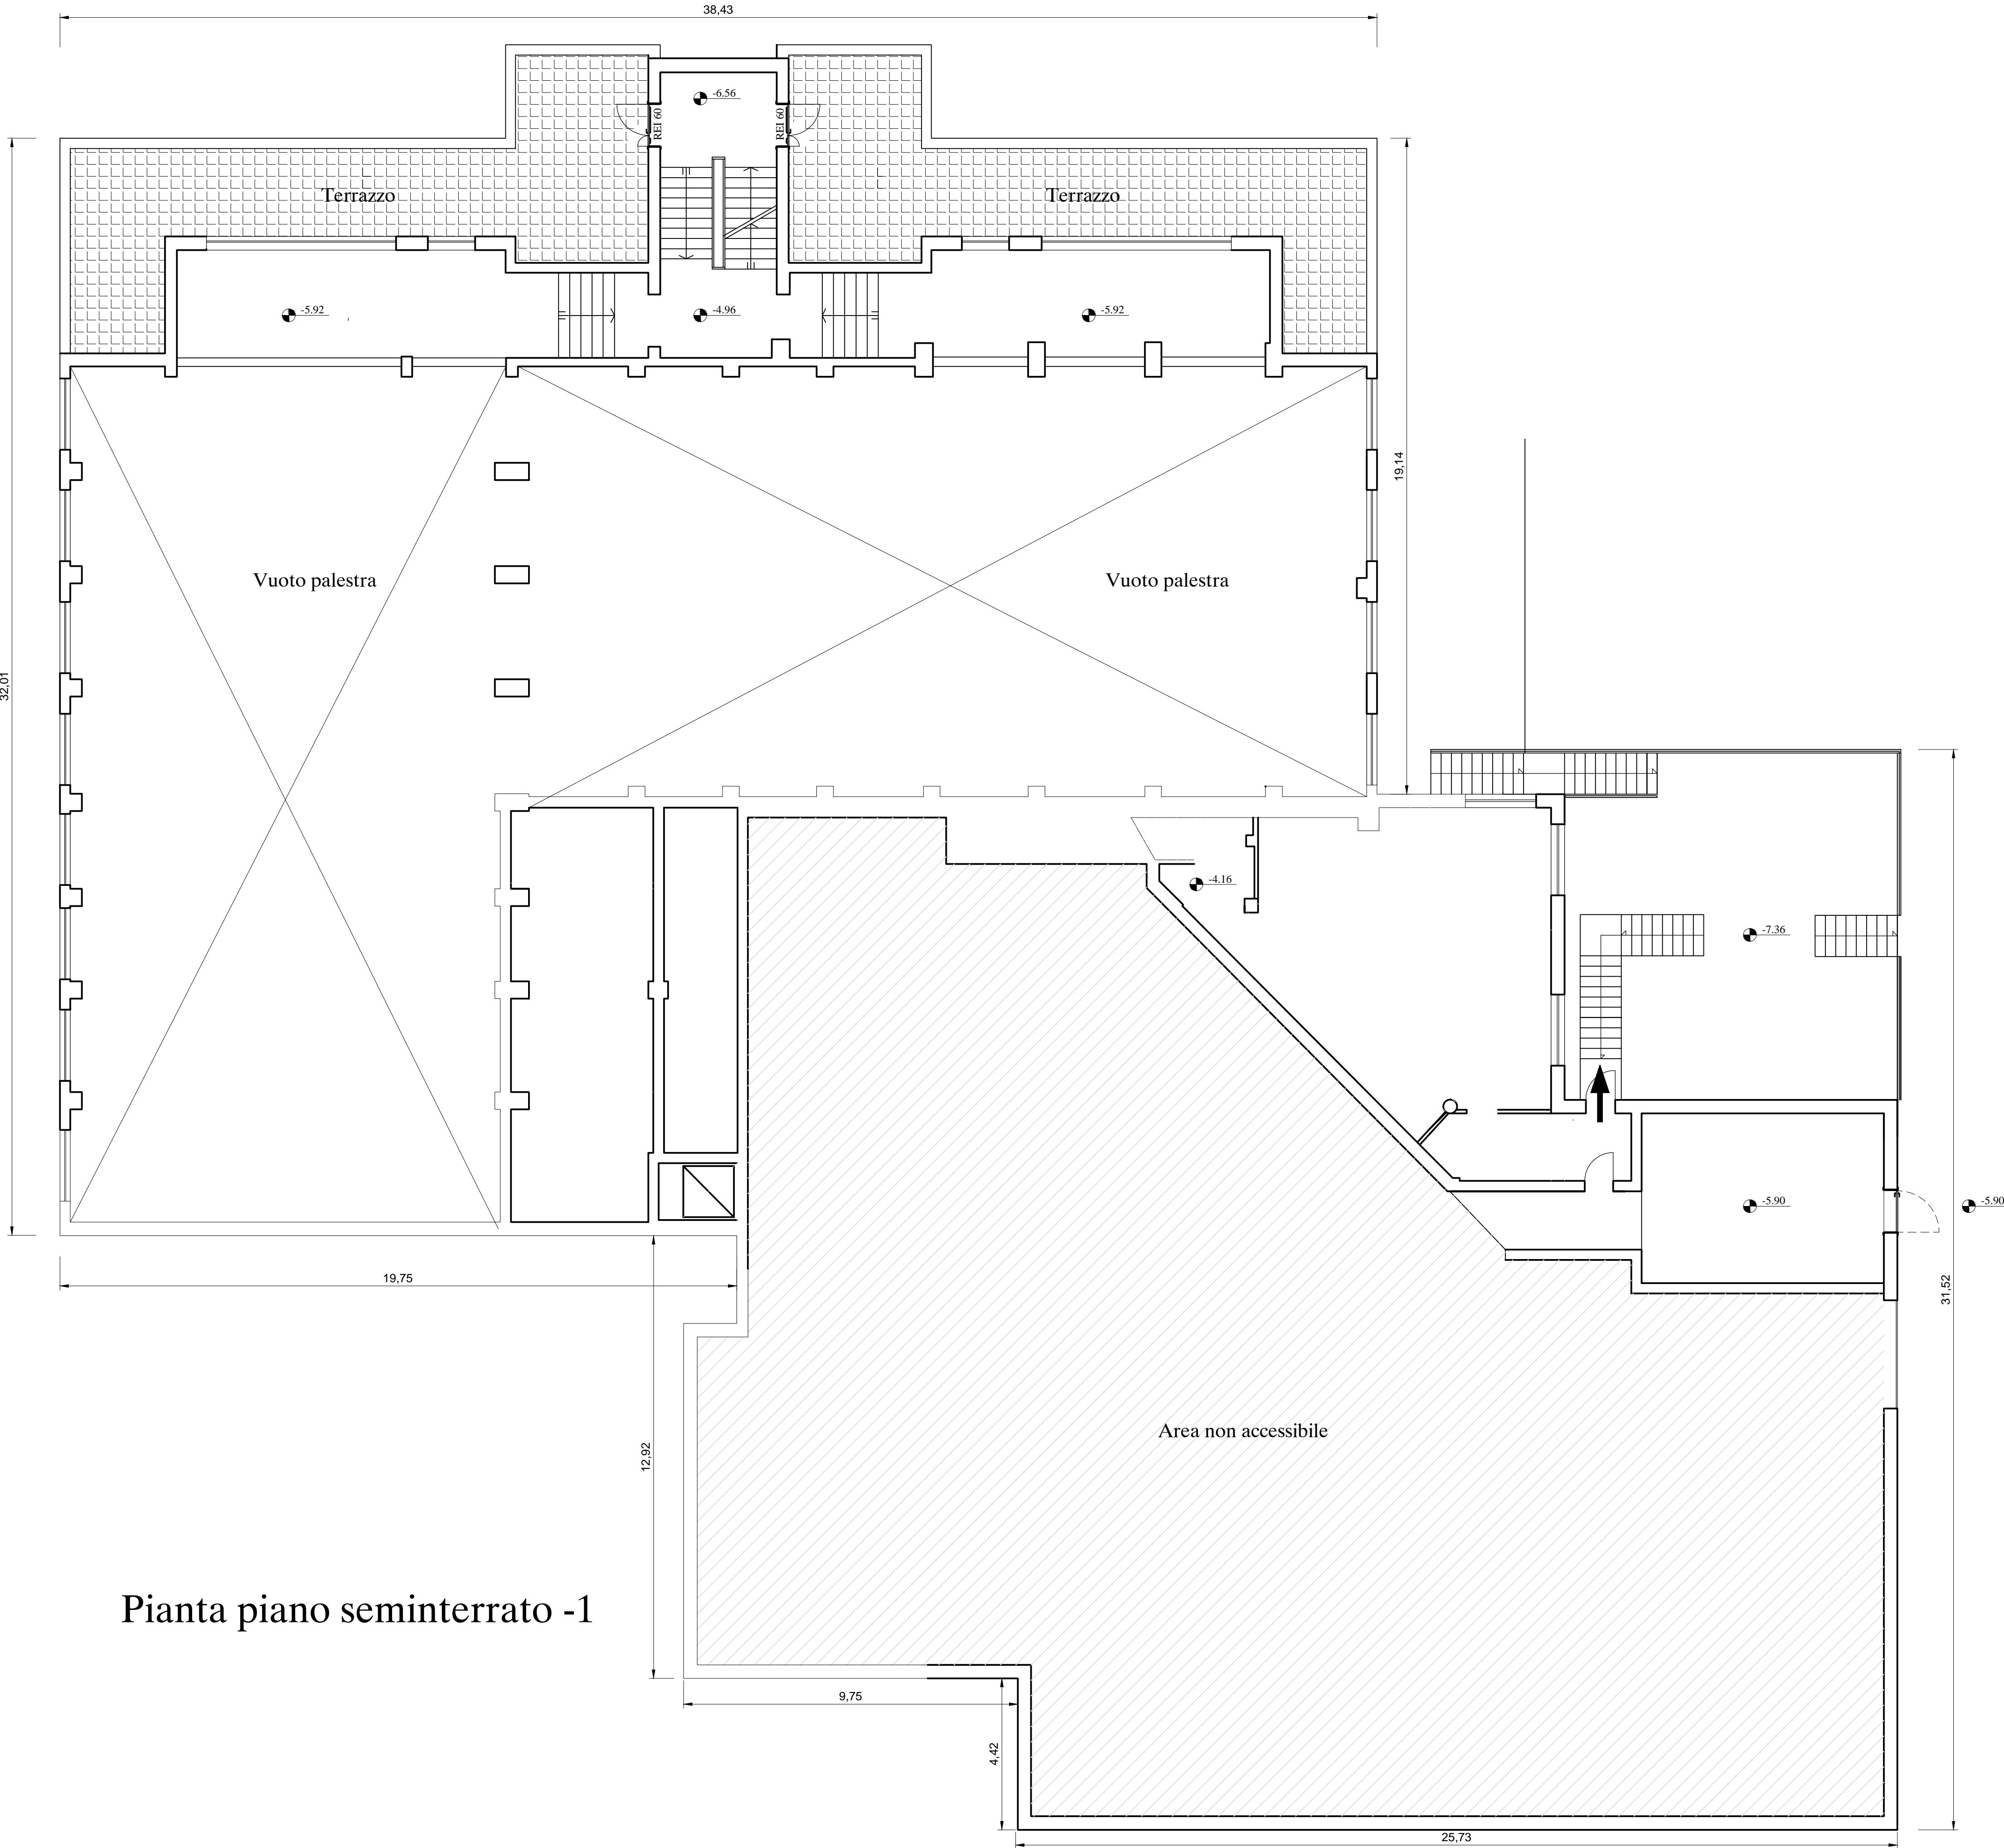 38,43
-6.56
REI 60
REI 60
Terrazzo
Terrazzo
-5.92
-4.96
-5.92
19,14
Vuoto palestra
Vuoto palestra
32,01
-4.16
-7.36
-5.90
-5.90
19,75
31,52
Area non accessibile
12,92
Pianta piano seminterrato -1
9,75
4,42
25,73